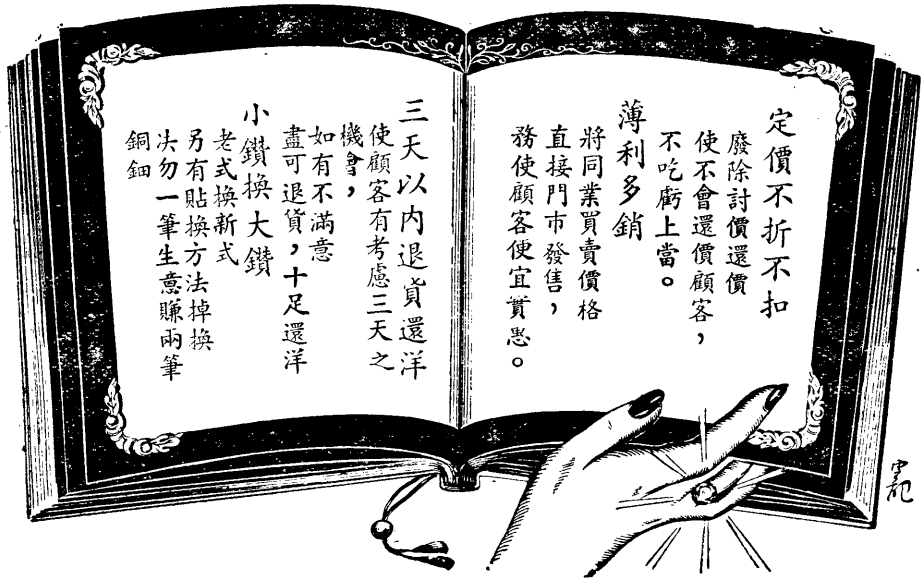 定價不折不扣
廢除討價還價
使不會還價顧客，
不吃虧上當。
薄利多銷
將同業買賣價格
直接門市發售，
務使顧客便宜實惠。
三天以内退貨還洋
使顧客有考慮三天之
機會，
如有不滿意
盡可退貨，十足還洋
小鑽換大鑽
老式換新式
另有貼換方法掉換
决勿一筆生意賺兩筆
銅鈿